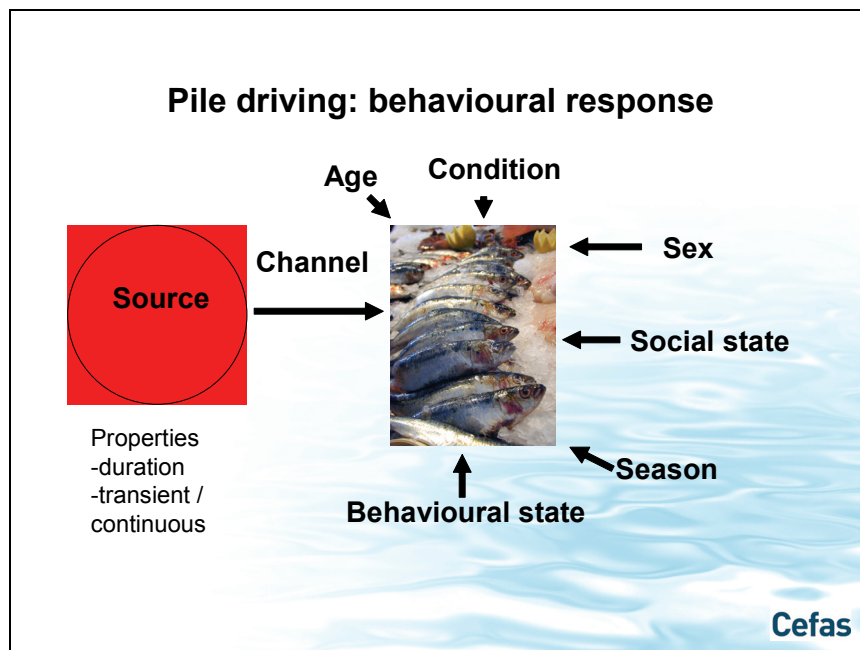 Pile driving: behavioural response
Age
Condition
Channel
Sex
Source
Social state
Properties
-duration
-transient /
continuous
Season
Behavioural state
Cefas